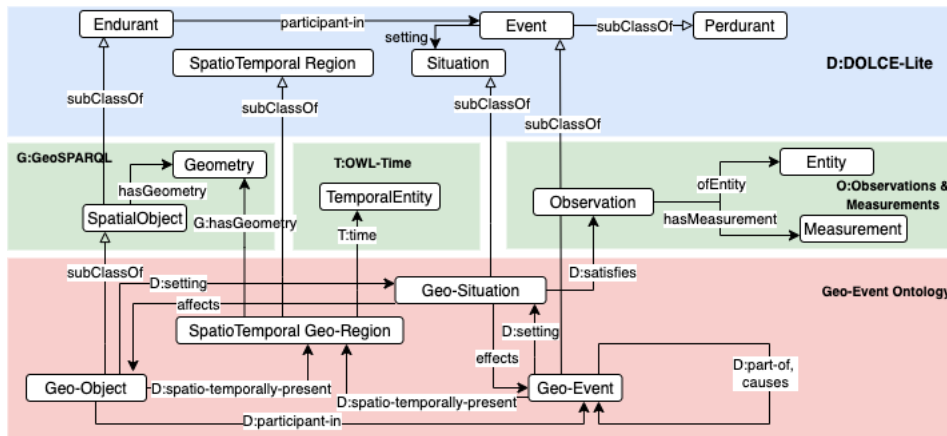 Endurant
participant-in
Event
subClassOf
Perdurant
setting
SpatioTemporal Region
Situation
D:DOLCE-Lite
subClassOf
subClassOf
subClassOf
subClassOf
G:GeoSPARQL
Geometry
T:OWL-Time
Entity
hasGeometry
ofEntity
O:Observations &
Measurements
TemporalEntity
Observation
SpatialObject
G:hasGeometry
hasMeasurement
T:time
Measurement
subClassOf
D:setting
D:satisfies
Geo-Situation
Geo-Event Ontology
affects
SpatioTemporal Geo-Region
D:setting
effects
D:part-of,
causes
Geo-Object
D:spatio-temporally-present
D:spatio-temporally-present
Geo-Event
D:participant-in